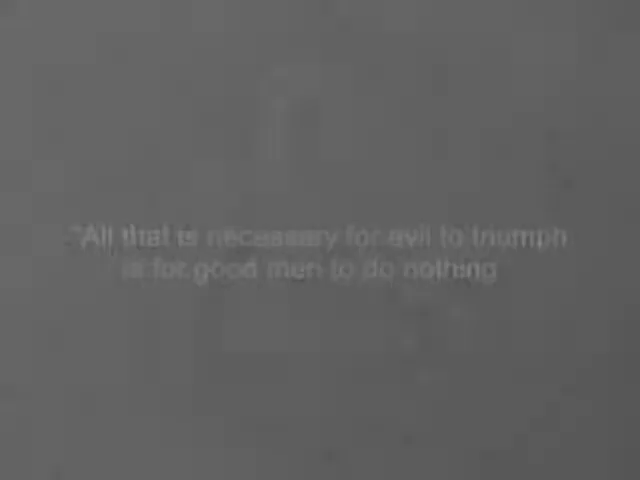 "All that is necessary for evil to triumph
is for good men to do nothing